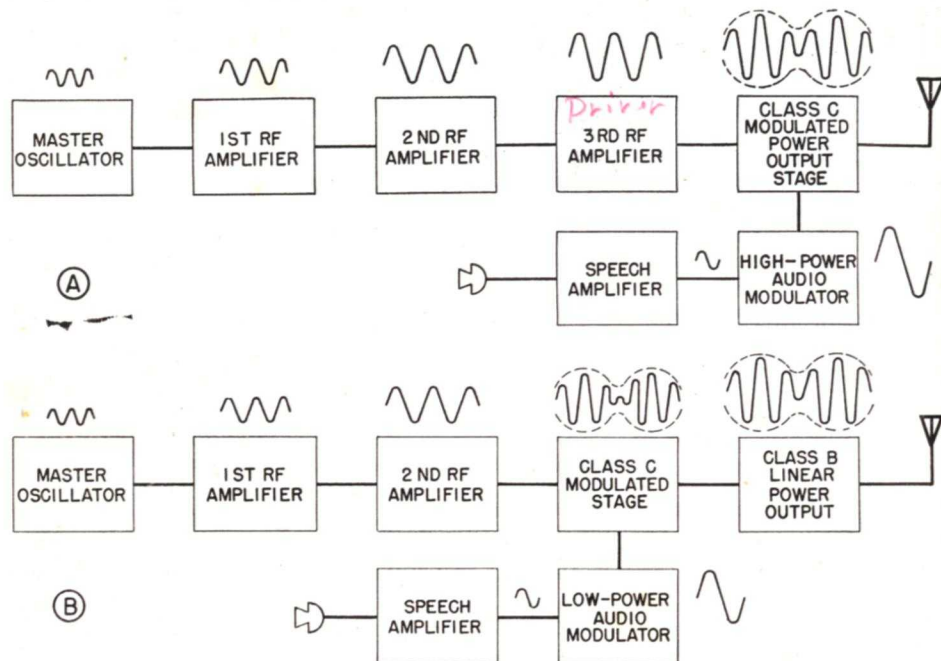 MASTER
OSCILLATOR
1ST RF
AMPLIFIER
2ND RF
AMPLIFIER
Driver
3RD RF
AMPLIFIER
CLASS C
MODULATED
POWER
OUTPUT
STAGE
SPEECH
AMPLIFIER
HIGH-POWER
AUDIO
MODULATOR
A
MASTER
OSCILLATOR
1ST RF
AMPLIFIER
2ND RF
AMPLIFIER
CLASS C
MODULATED
STAGE
CLASS B
LINEAR
POWER
OUTPUT
B
SPEECH
AMPLIFIER
LOW-POWER
AUDIO
MODULATOR